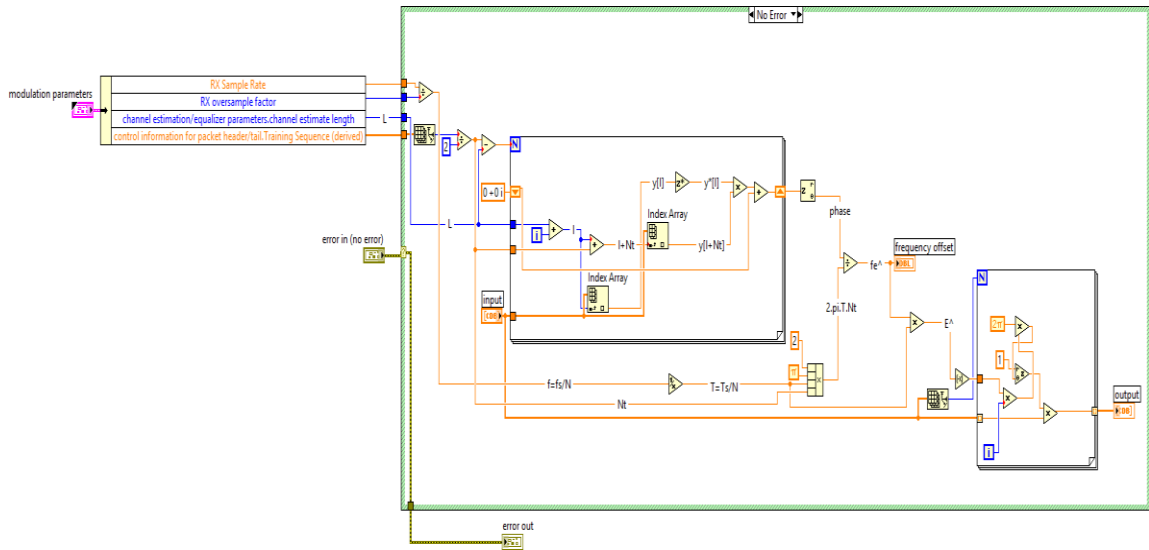 No Error
modulation parameters
RX Sample Rate
RX oversample factor
channel estimation/equalizer parameters.channel estimate length
L
control information for packet header/tail.Training Sequence (derived)
2
N
0 +0 i
y[l]
z*
y*[l]
Index Array
L
i
l
l+Nt
y[l+Nt]
Index Array
input
phase
error in (no error)
frequency offset
DBL
fe^
2.pi.T.Nt
N
2
π
E^
2π
1
f=fs/N
T=Ts/N
Nt
output
i
error out